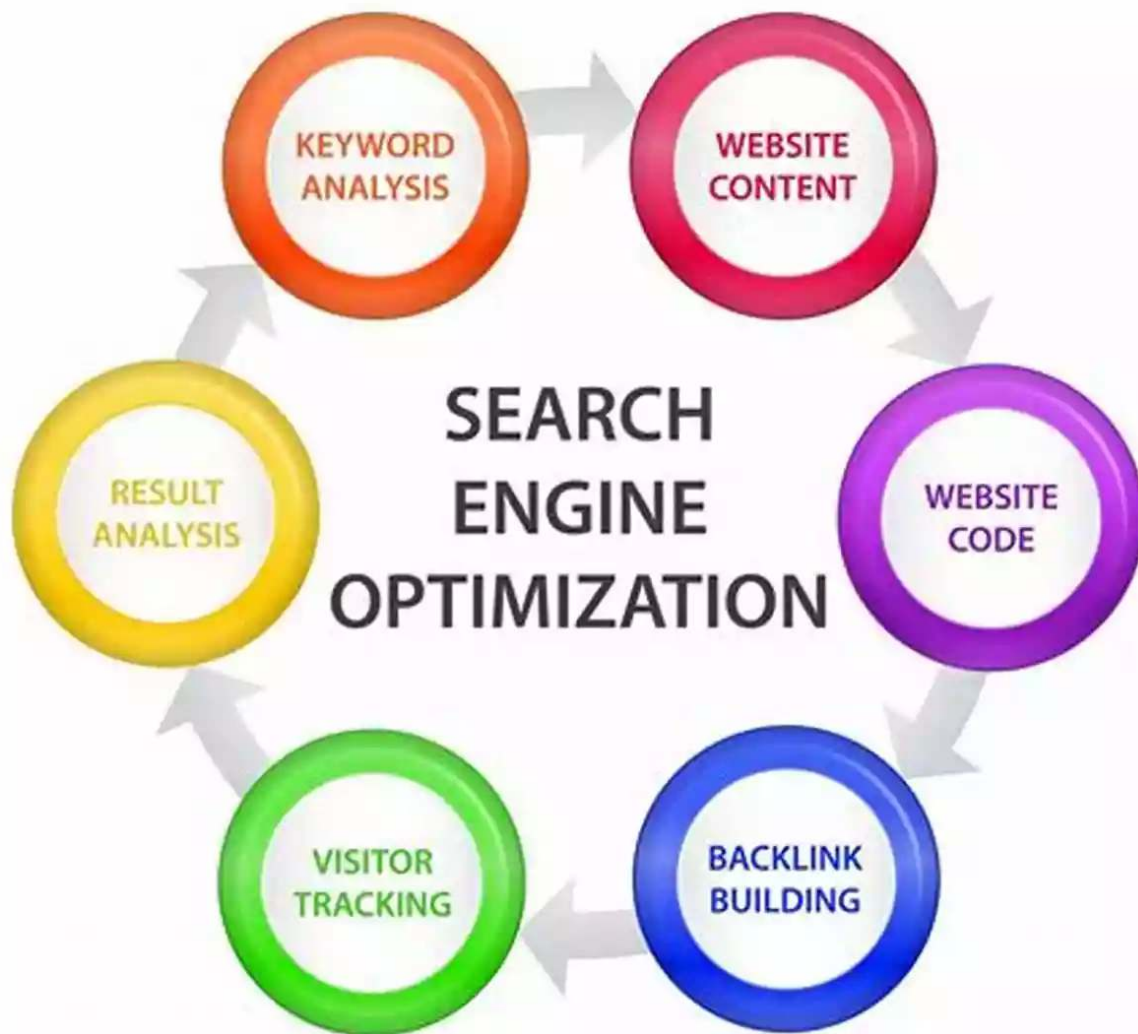 KEYWORD
ANALYSIS
WEBSITE
CONTENT
WEBSITE
CODE
BACKLINK
BUILDING
VISITOR
TRACKING
RESULT
ANALYSIS
SEARCH
ENGINE
OPTIMIZATION